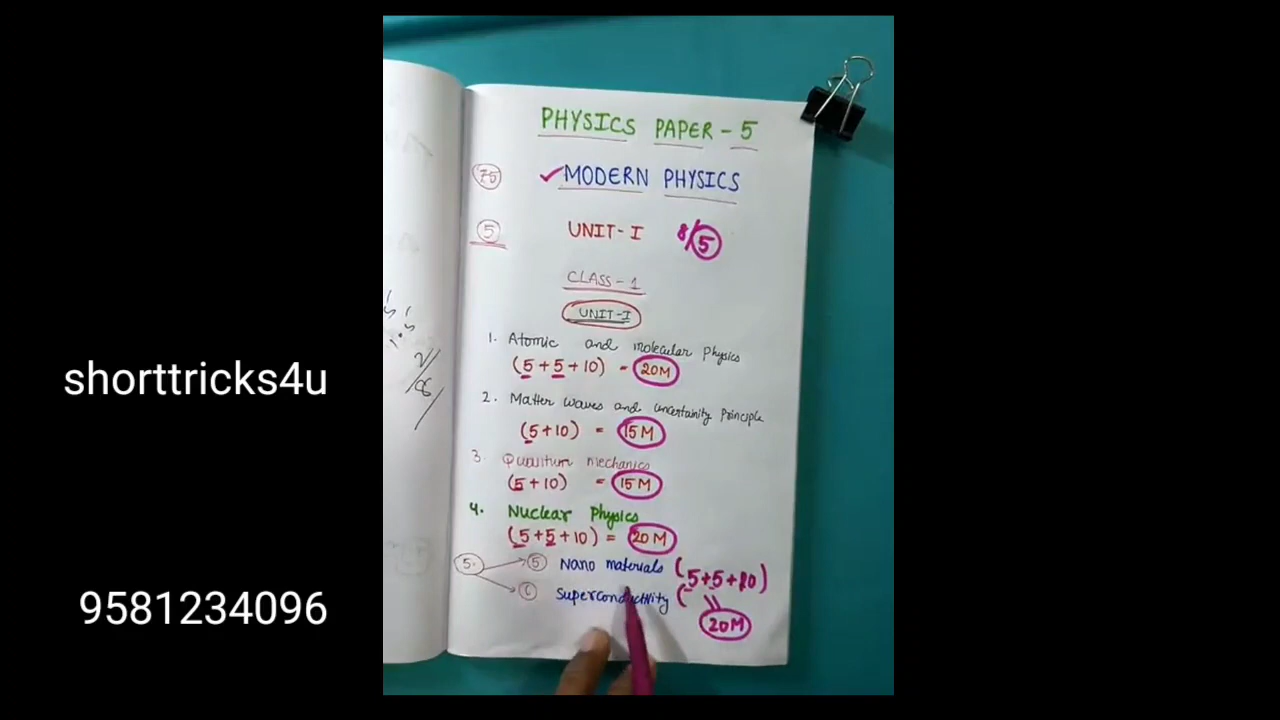 shorttricks4u
9581234096
PHYSICS PAPER - 5
75 ✓MODERN PHYSICS
5 UNIT-I 8/5
CLASS-1
UNIT-I
1. Atomic and molecular physics
(5+5+10) = 20M
2. Matter waves and uncertainity principle
(5+10) = 15M
3. Quantum mechanics
(5+10) = 15M
4. Nuclear physics
(5+5+10) = 20M
5. 5 Nano materials (5+5+10)
6 Superconductivity ( 20M